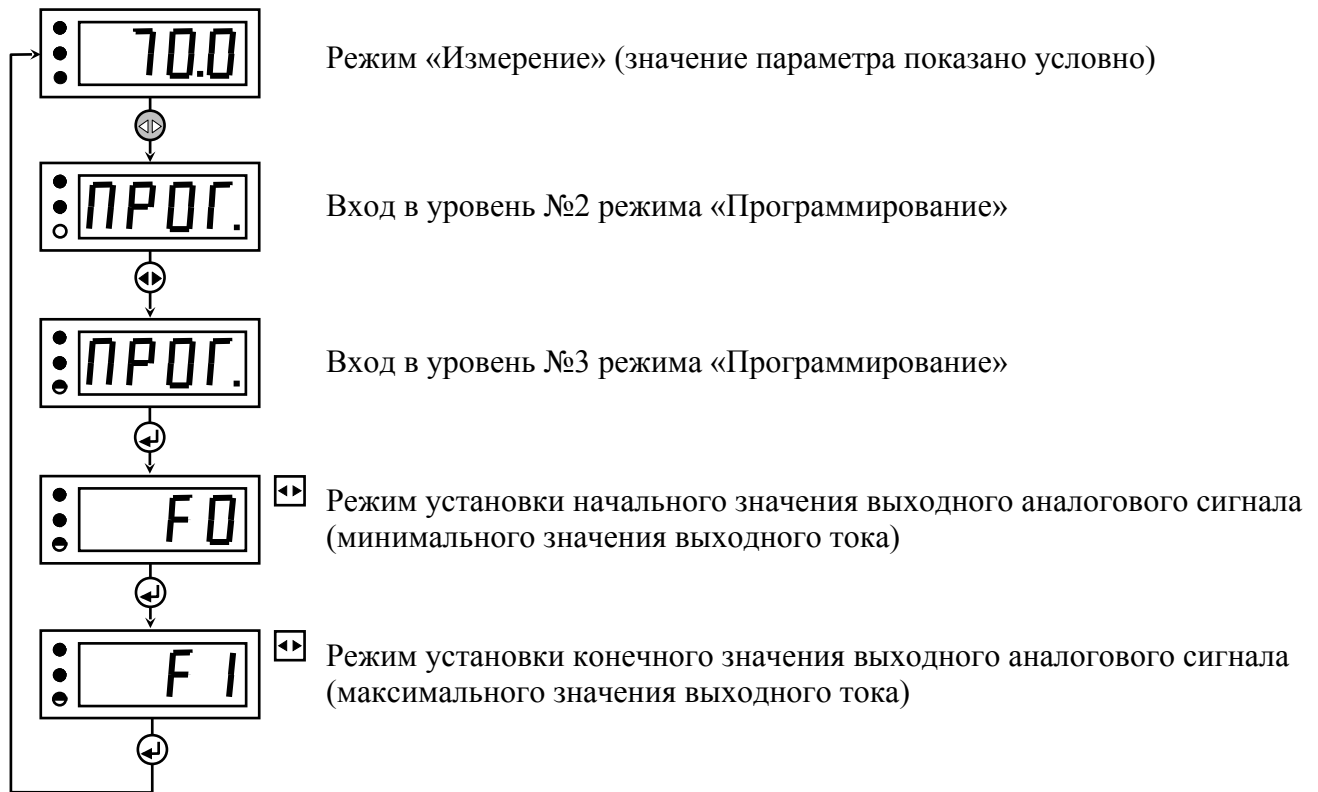 70.0
Режим «Измерение» (значение параметра показано условно)
ПРОГ.
Вход в уровень №2 режима «Программирование»
ПРОГ.
Вход в уровень №3 режима «Программирование»
F0
Режим установки начального значения выходного аналогового сигнала
(минимального значения выходного тока)
F1
Режим установки конечного значения выходного аналогового сигнала
(максимального значения выходного тока)